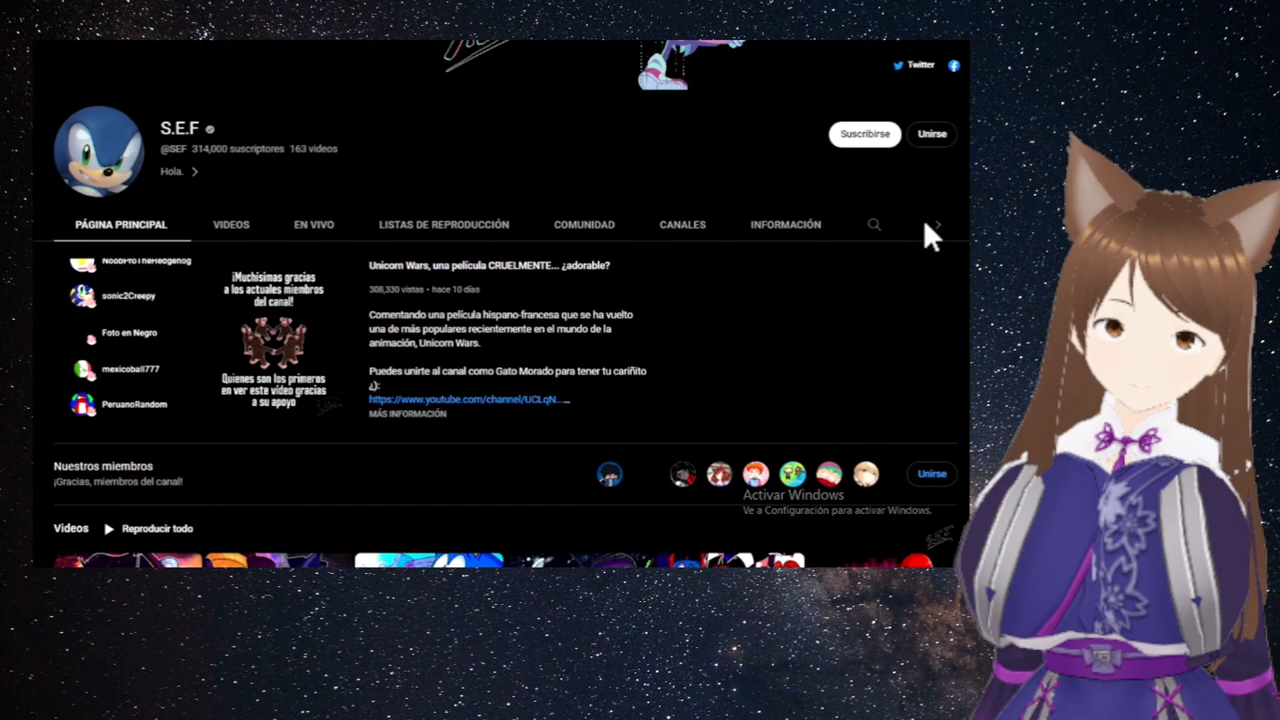 Twitter
S.E.F
@SEF 314,000 suscriptores 163 videos
Hola.
Suscribirse
Unirse
PÁGINA PRINCIPAL
VIDEOS
EN VIVO
LISTAS DE REPRODUCCIÓN
COMUNIDAD
CANALES
INFORMACIÓN
NoobProTheHedgehog
sonic2Creepy
Foto en Negro
mexicoball777
PeruanoRandom
¡Muchísimas gracias
a los actuales miembros
del canal!
Quienes son los primeros
en ver este vídeo gracias
a su apoyo
Unicorn Wars, una película CRUELMENTE... ¿adorable?
308,330 vistas • hace 10 días
Comentando una película hispano-francesa que se ha vuelto
una de más populares recientemente en el mundo de la
animación, Unicorn Wars.
Puedes unirte al canal como Gato Morado para tener tu cariñito
¿):
https://www.youtube.com/channel/UCLqN...
MÁS INFORMACIÓN
Nuestros miembros
¡Gracias, miembros del canal!
Unirse
Activar Windows
Ve a Configuración para activar Windows.
Videos
Reproducir todo